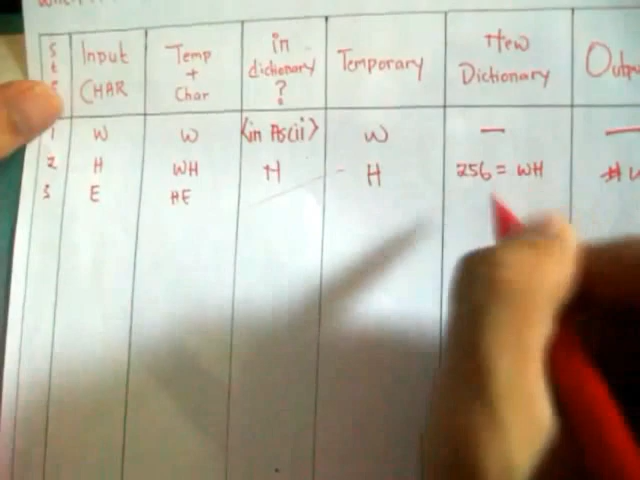 S t e
Input CHAR
Temp + Char
in dictionary ?
Temporary
New Dictionary
1 W W (in Ascii) W — —
2 H WH N H 256 = WH
3 E HE